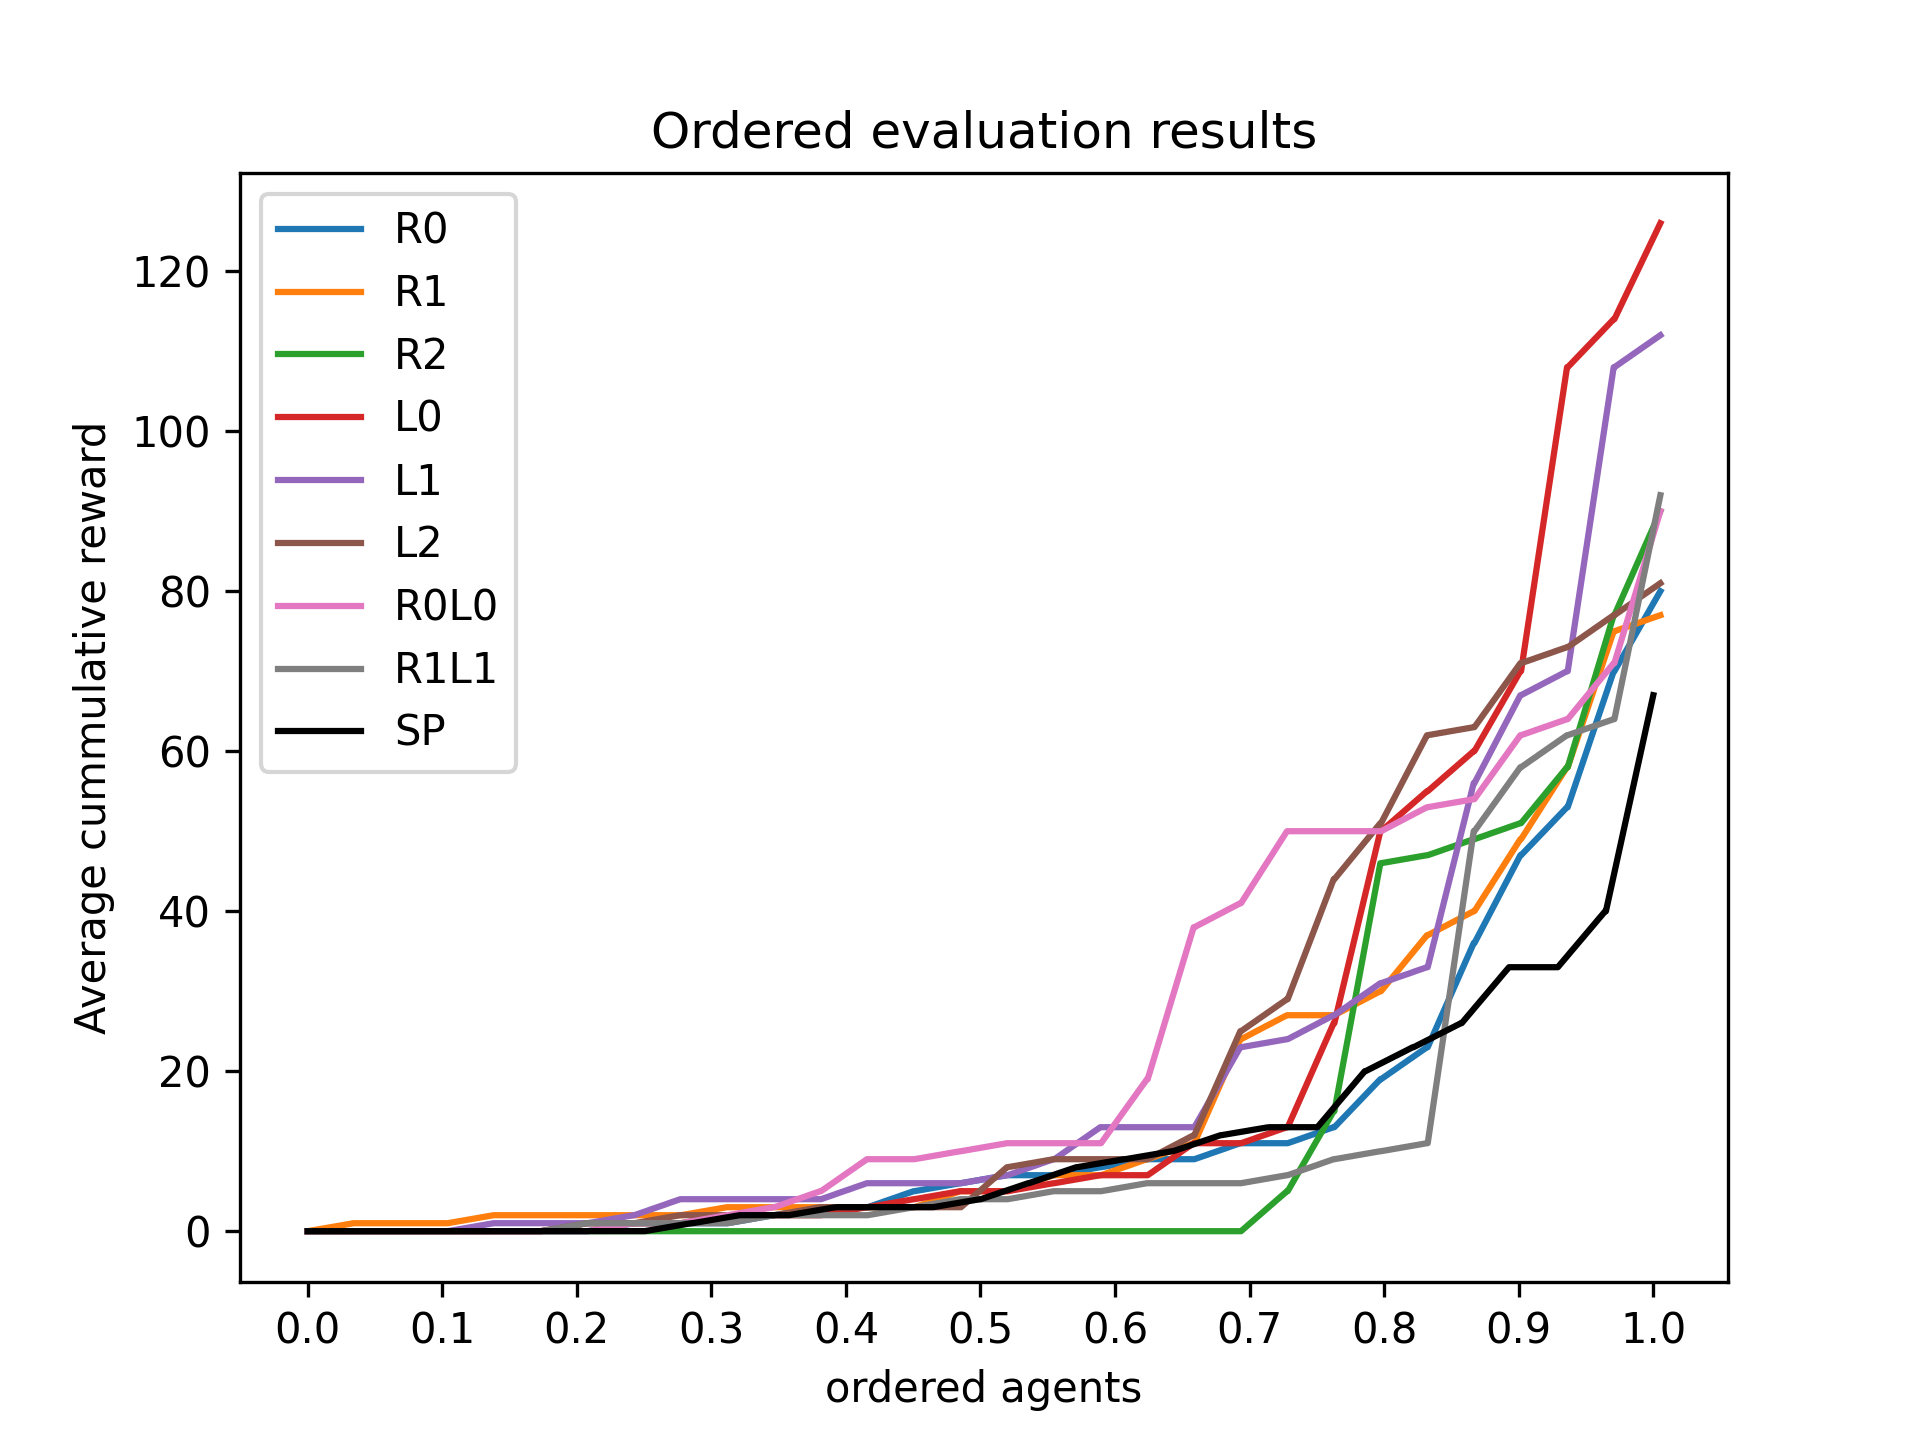 Ordered evaluation results
R0
R1
R2
L0
L1
L2
R0L0
R1L1
SP
Average cummulative reward
120
100
80
60
40
20
0
0.0 0.1 0.2 0.3 0.4 0.5 0.6 0.7 0.8 0.9 1.0
ordered agents